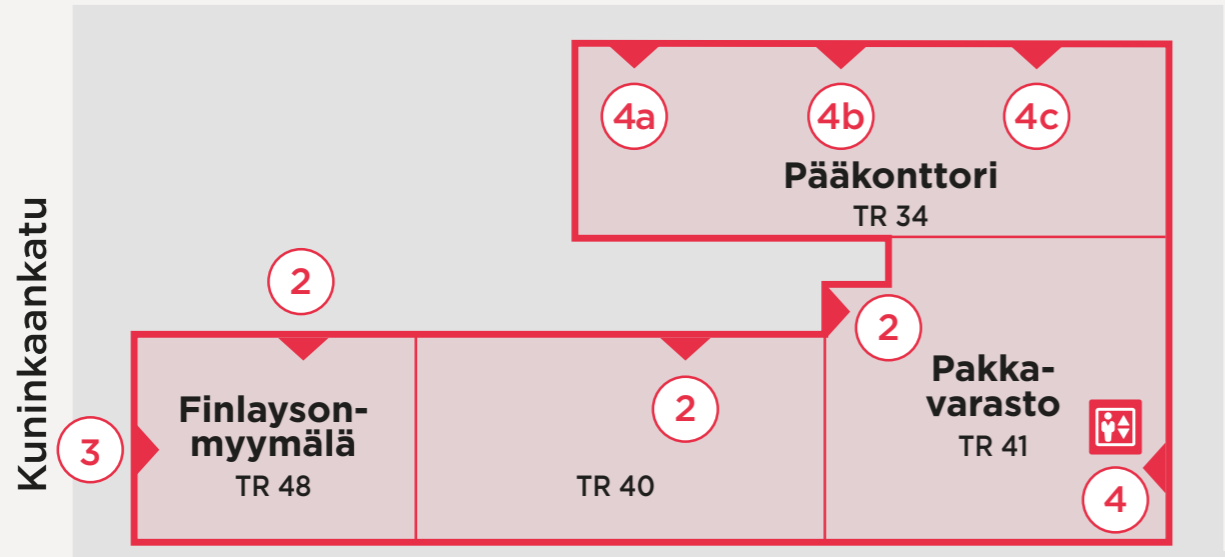 4a
4b
4c
Pääkonttori
TR 34
Kuninkaankatu
2
2
Pakka-
varasto
TR 41
Finlayson-
myymälä
TR 48
2
TR 40
3
4